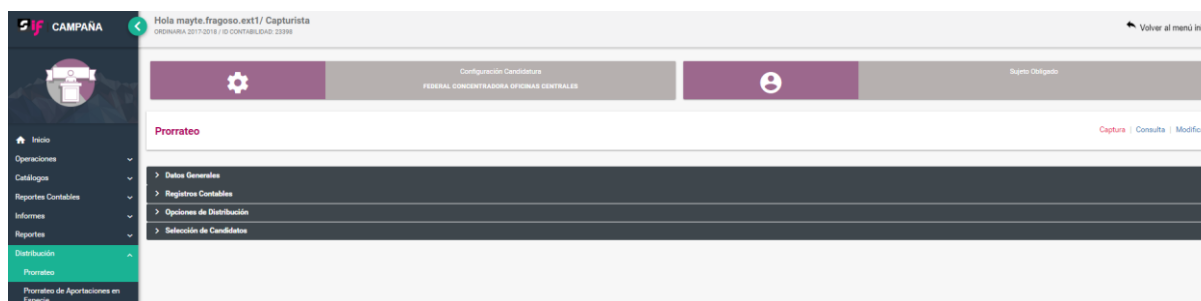 SIF CAMPAÑA
Hola mayte.fragoso.ext1/ Capturista
ORDINARIA 2017-2018 / ID CONTABILIDAD: 23398
Volver al menú ini
Configuración Candidatura
FEDERAL CONCENTRADORA OFICINAS CENTRALES
Sujeto Obligado
Prorrateo
Captura | Consulta | Modific
Inicio
Operaciones
Catálogos
Reportes Contables
Informes
Reportes
Distribución
Prorrateo
Prorrateo de Aportaciones en
Especie
Datos Generales
Registros Contables
Opciones de Distribución
Selección de Candidatos